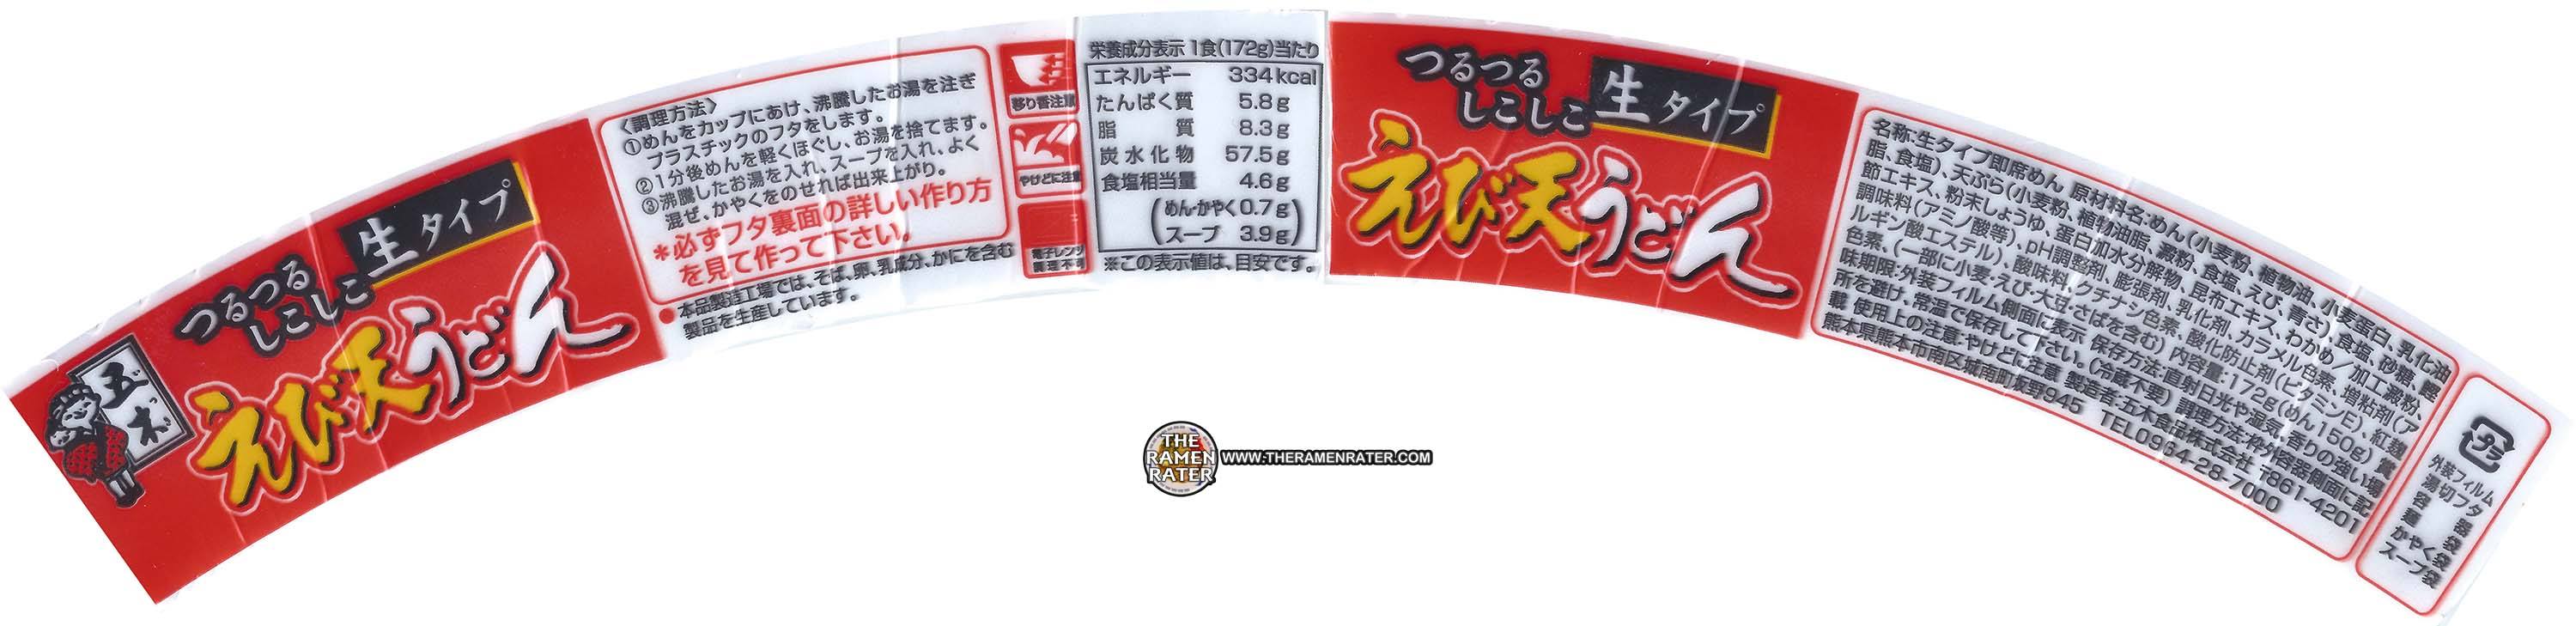 五木
つるつる
しこしこ
生タイプ
えび天うどん
〈調理方法〉
①めんをカップにあけ、沸騰したお湯を注ぎ
プラスチックのフタをします。
②1分後めんを軽くほぐし、お湯を捨てます。
③沸騰したお湯を入れ、スープを入れ、よく
混ぜ、かやくをのせれば出来上がり。
*必ずフタ裏面の詳しい作り方
を見て作って下さい。
●本品製造工場では、そば、卵、乳成分、かにを含む
製品を生産しています。
移り香注意
やけどに注意
電子レンジ
調理不可
栄養成分表示 1食(172g)当たり
エネルギー 334kcal
たんぱく質 5.8g
脂質 8.3g
炭水化物 57.5g
食塩相当量 4.6g
(めん・かやく0.7g
スープ 3.9g)
※この表示値は、目安です。
つるつる
しこしこ
生タイプ
えび天うどん
名称:生タイプ即席めん 原材料名:めん(小麦粉、植物油、小麦蛋白、乳化油
脂、食塩)、天ぷら(小麦粉、植物油脂、澱粉、食塩、えび、青さ)、食塩、砂糖、鰹
節エキス、粉末しょうゆ、蛋白加水分解物、昆布エキス、わかめ/加工澱粉、
調味料(アミノ酸等)、pH調整剤、膨張剤、乳化剤、カラメル色素、増粘剤(ア
ルギン酸エステル)、酸味料、クチナシ色素、酸化防止剤(ビタミンE)、紅麹
色素、(一部に小麦・えび・大豆・さばを含む) 内容量:172g(めん150g) 賞
味期限:外装フィルム側面に表示 保存方法:直射日光や湿気、香りの強い場
所を避け、常温で保存して下さい。(冷蔵不要) 調理方法:枠外容器側面に記
載 使用上の注意:やけどに注意 製造者:五木食品株式会社 〒861-4201
熊本県熊本市南区城南町坂野945 TEL0964-28-7000
プラ
外装フィルム
湯切フタ
容器
麺袋
かやく袋
スープ袋
THE
RAMEN
RATER
WWW.THERAMENRATER.COM